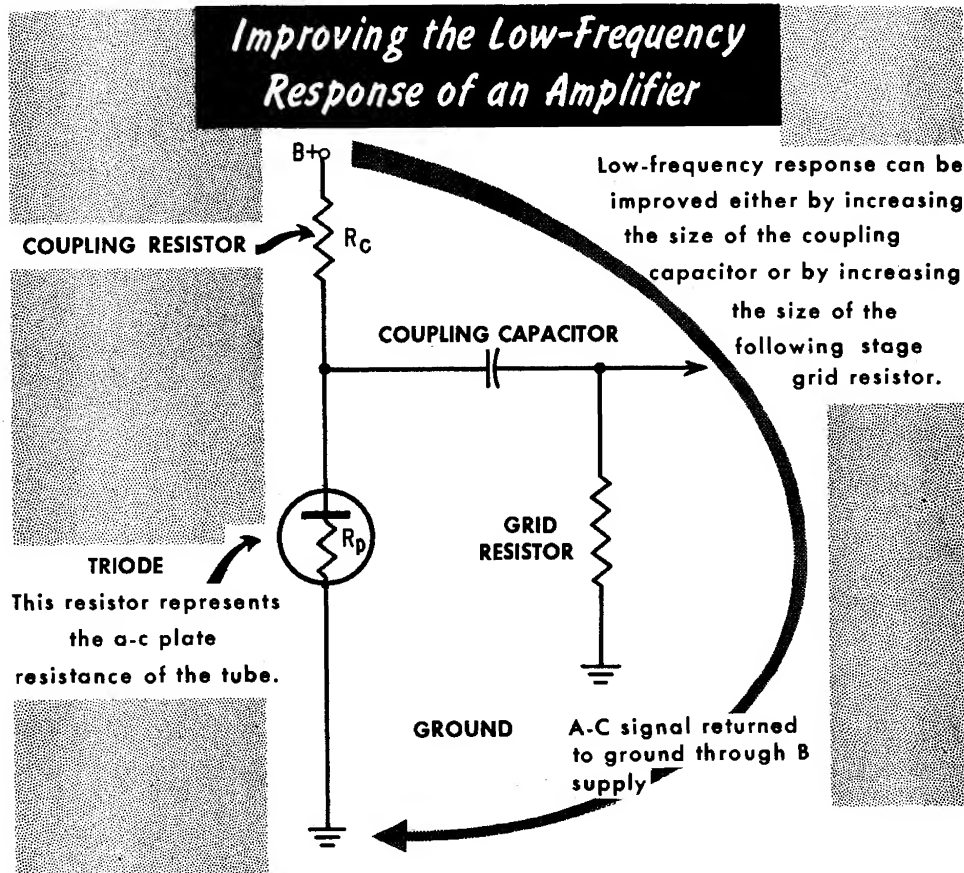 Improving the Low-Frequency
Response of an Amplifier
B+
Low-frequency response can be
improved either by increasing
the size of the coupling
capacitor or by increasing
the size of the
following stage
grid resistor.
COUPLING RESISTOR
Rc
COUPLING CAPACITOR
Rp
GRID
RESISTOR
TRIODE
This resistor represents
the a-c plate
resistance of the tube.
GROUND
A-C signal returned
to ground through B
supply